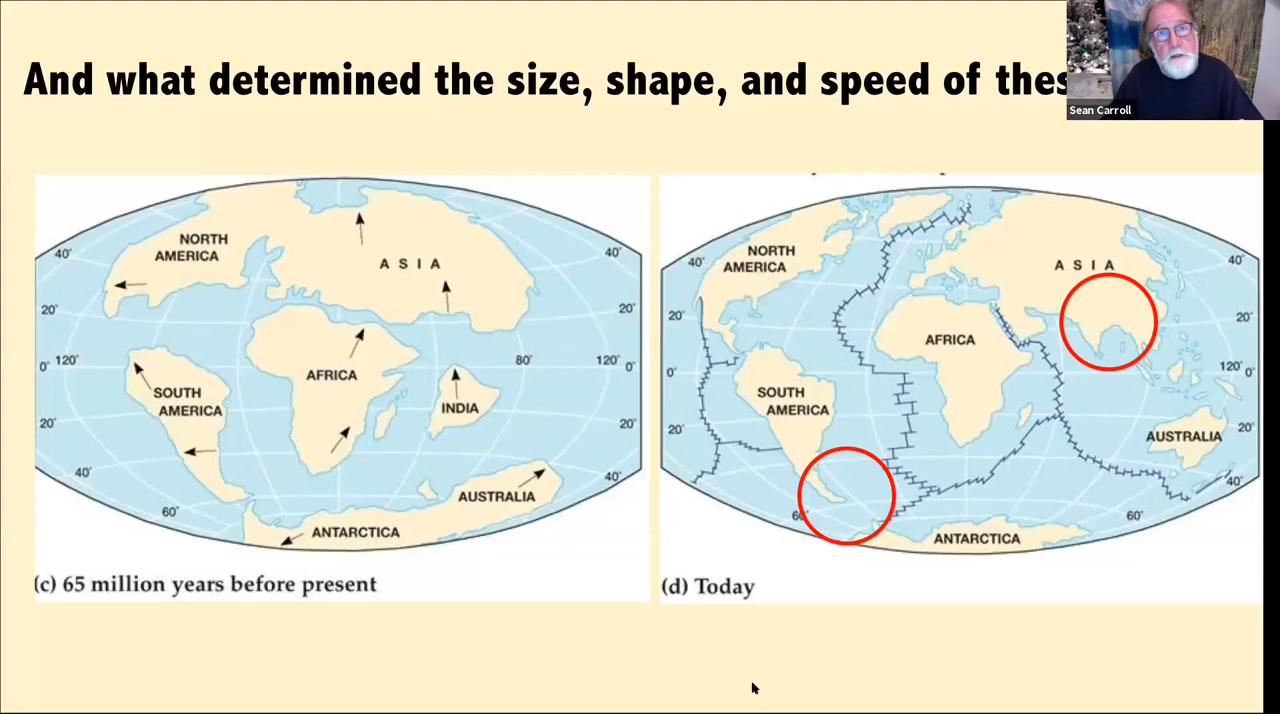 And what determined the size, shape, and speed of thes
Sean Carroll
NORTH
AMERICA
A S I A
AFRICA
SOUTH
AMERICA
INDIA
AUSTRALIA
ANTARCTICA
40°
20°
0°
120°
20°
40°
60°
40°
20°
80°
120°
0°
20°
40°
(c) 65 million years before present
NORTH
AMERICA
A S I A
AFRICA
SOUTH
AMERICA
AUSTRALIA
ANTARCTICA
40°
20°
0°
20°
60°
40°
20°
120°
0°
20°
40°
60°
(d) Today